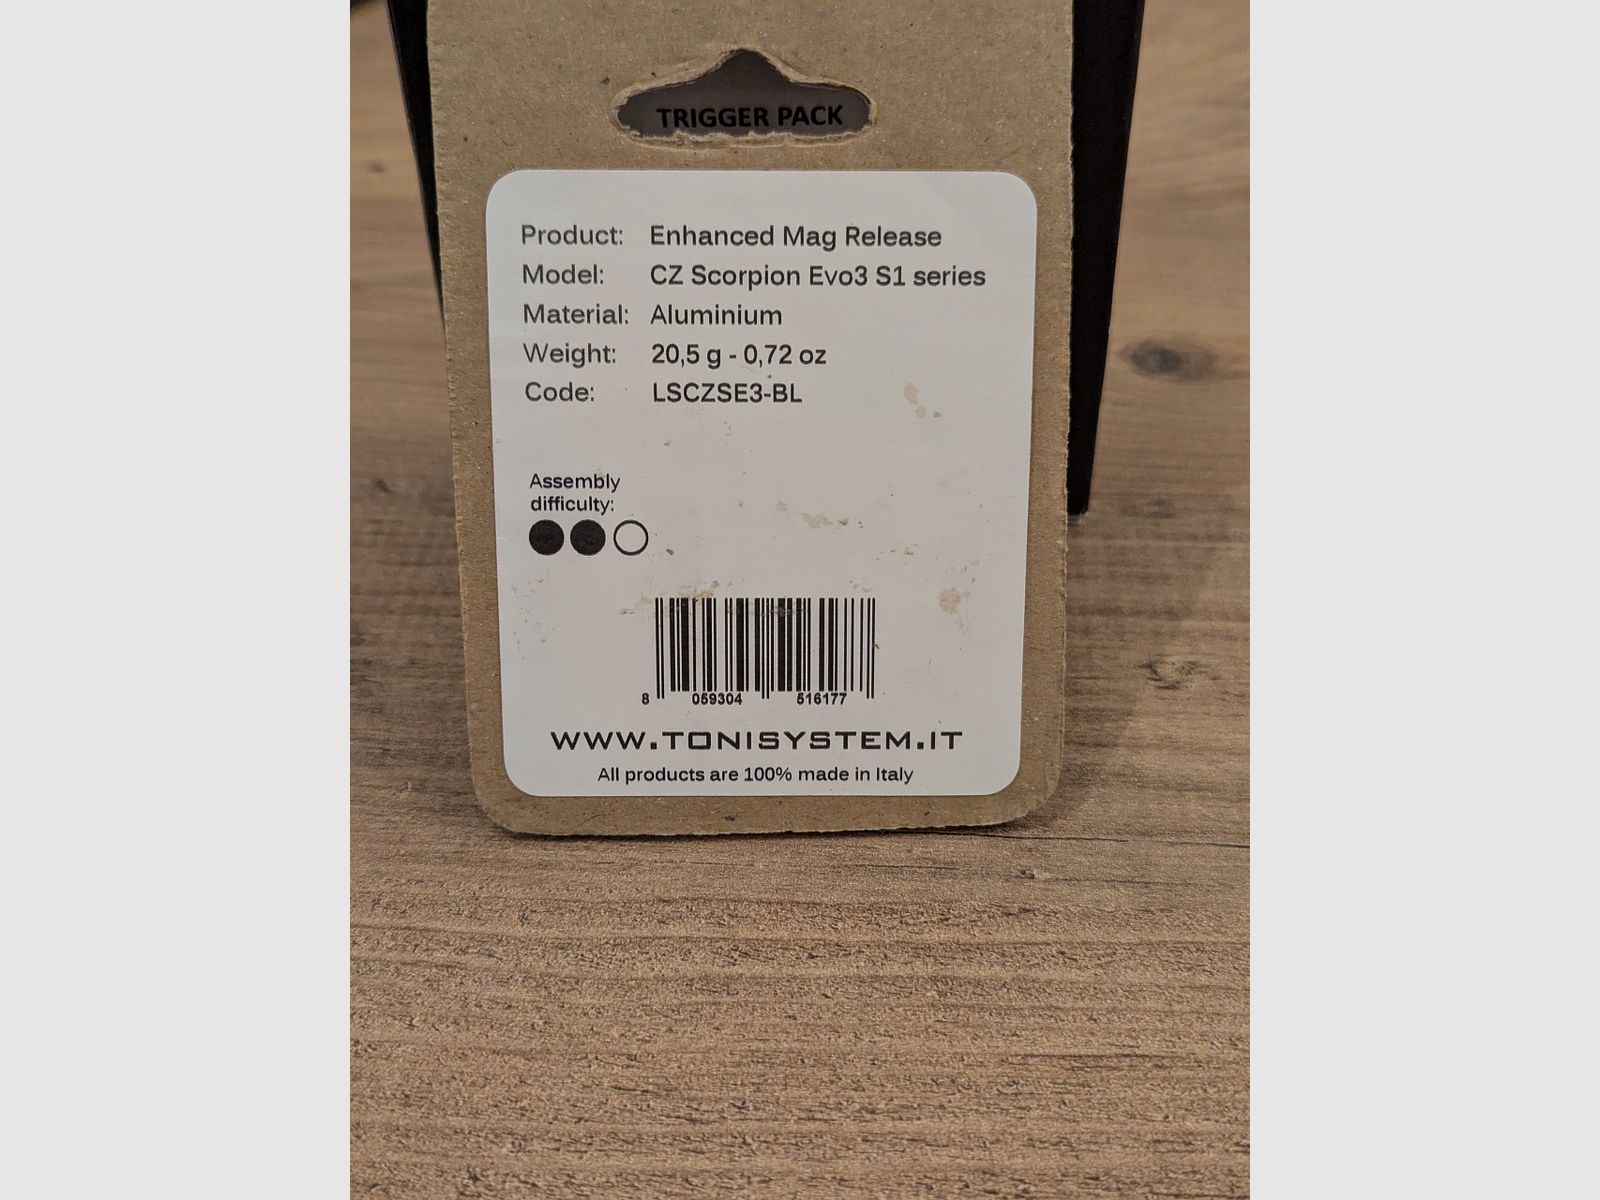 TRIGGER PACK
Product: Enhanced Mag Release
Model: CZ Scorpion Evo3 S1 series
Material: Aluminium
Weight: 20,5 g - 0,72 oz
Code: LSCZSE3-BL
Assembly
difficulty:
8 059304 516177
WWW.TONISYSTEM.IT
All products are 100% made in Italy